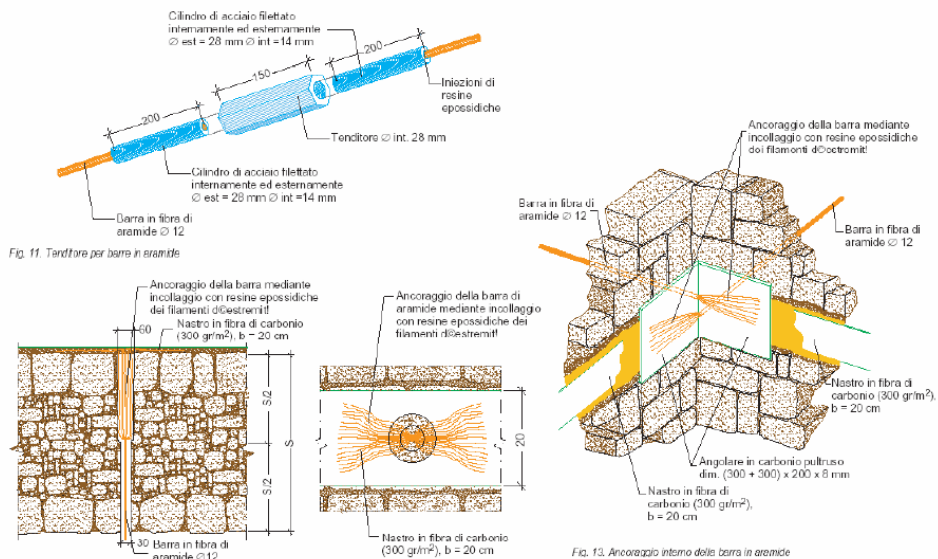 Cilindro di acciaio filettato
internamente ed esternamente
∅ est = 28 mm ∅ int =14 mm
200
150
200
Iniezioni di
resine
epossidiche
Tenditore ∅ int. 28 mm
Cilindro di acciaio filettato
internamente ed esternamente
∅ est = 28 mm ∅ int =14 mm
Barra in fibra di
aramide ∅ 12
Fig. 11. Tenditore per barre in aramide
Ancoraggio della barra mediante
incollaggio con resine epossidiche
dei filamenti d©estremit!
60
Nastro in fibra di carbonio
(300 gr/m²), b = 20 cm
S/2
S
S/2
30
Barra in fibra di
aramide ∅12
Ancoraggio della barra di
aramide mediante incollaggio
con resine epossidiche dei
filamenti d©estremit!
20
Nastro in fibra di carbonio
(300 gr/m²), b = 20 cm
Ancoraggio della barra mediante
incollaggio con resine epossidiche
dei filamenti d©estremit!
Barra in fibra di
aramide ∅ 12
Barra in fibra di
aramide ∅ 12
Nastro in fibra di
carbonio (300 gr/m²),
b = 20 cm
Angolare in carbonio pultruso
dim. (300 + 300) x 200 x 8 mm
Nastro in fibra di
carbonio (300 gr/m²),
b = 20 cm
Fig. 13. Ancoraggio interno della barra in aramide